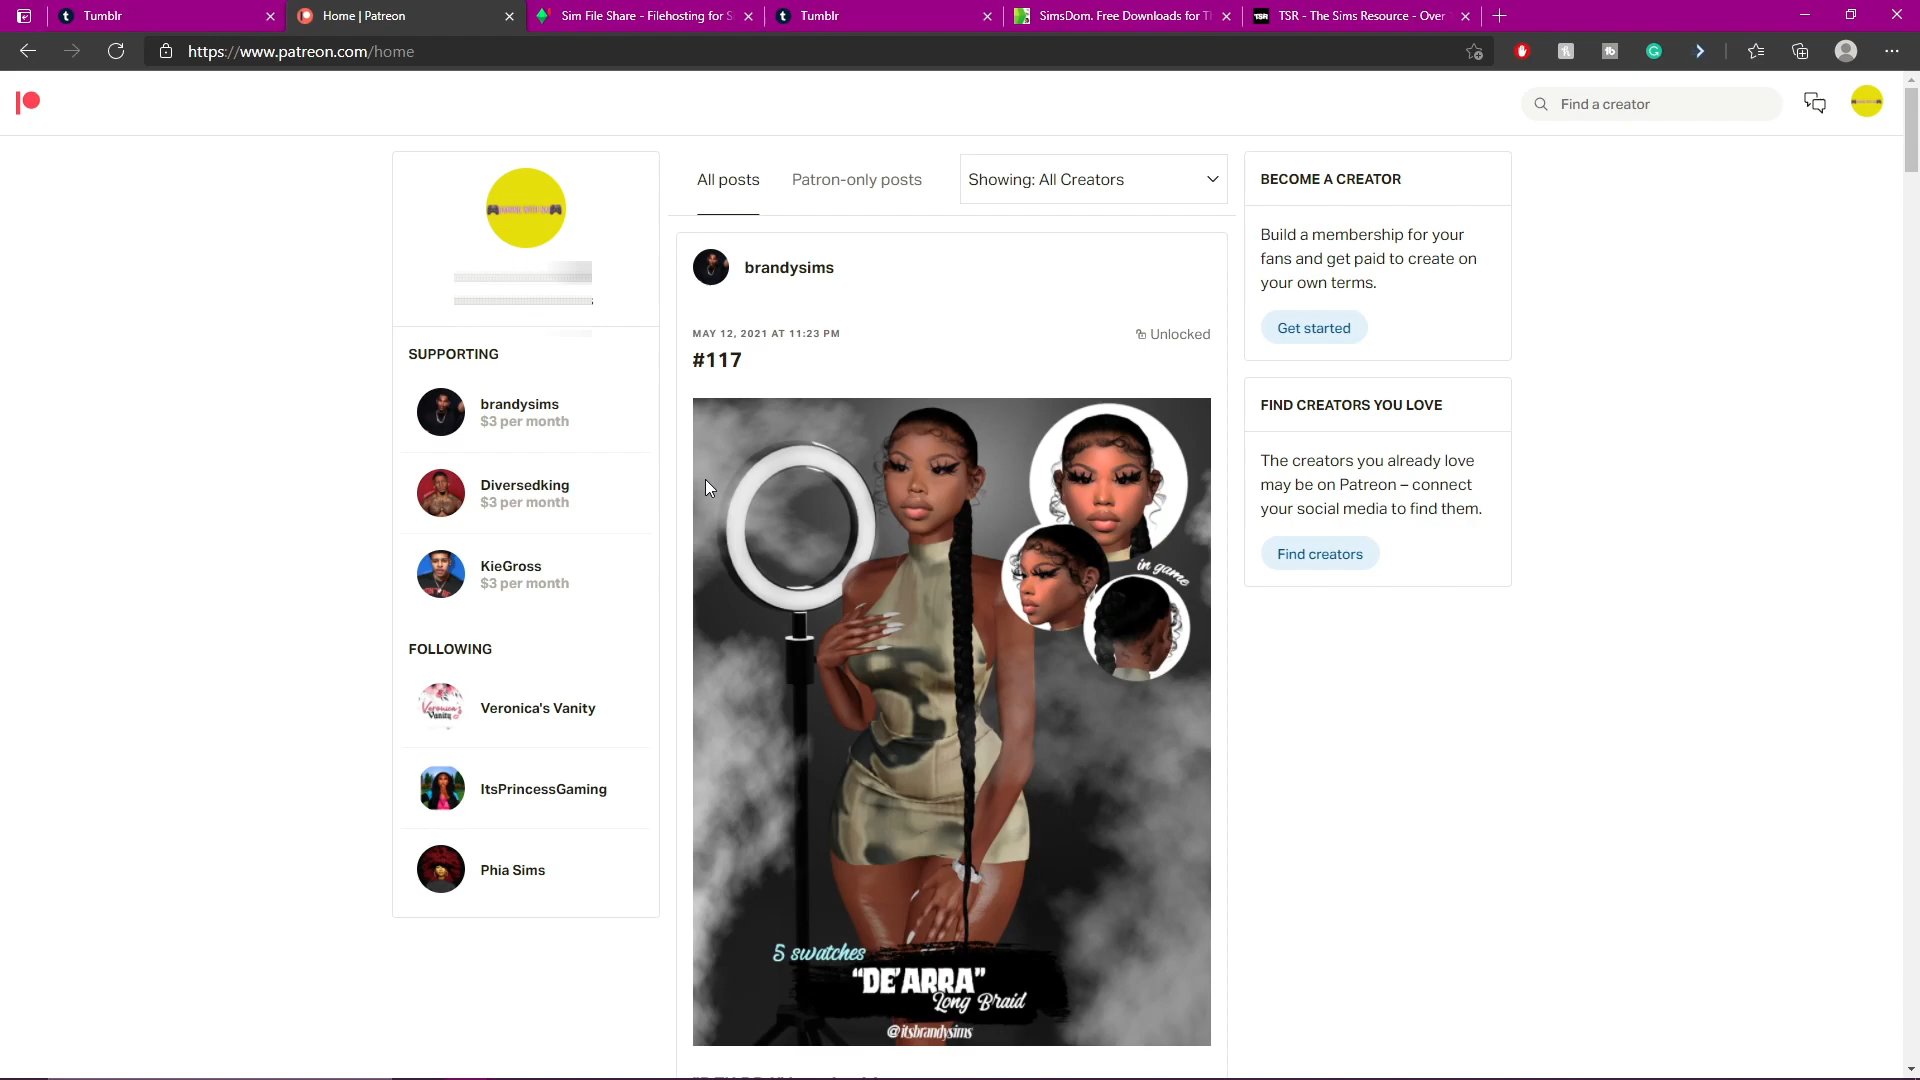 Tumblr
Home | Patreon
Sim File Share - Filehosting for S
Tumblr
SimsDom. Free Downloads for Th
TSR - The Sims Resource - Over
https://www.patreon.com/home
Find a creator
SUPPORTING
brandysims
$3 per month
Diversedking
$3 per month
KieGross
$3 per month
FOLLOWING
Veronica's Vanity
Veronica's
Vanity
ItsPrincessGaming
Phia Sims
All posts
Patron-only posts
Showing: All Creators
brandysims
MAY 12, 2021 AT 11:23 PM
Unlocked
#117
in game
5 swatches
"DE'ARRA"
Long Braid
@itsbrandysims
BECOME A CREATOR
Build a membership for your
fans and get paid to create on
your own terms.
Get started
FIND CREATORS YOU LOVE
The creators you already love
may be on Patreon – connect
your social media to find them.
Find creators